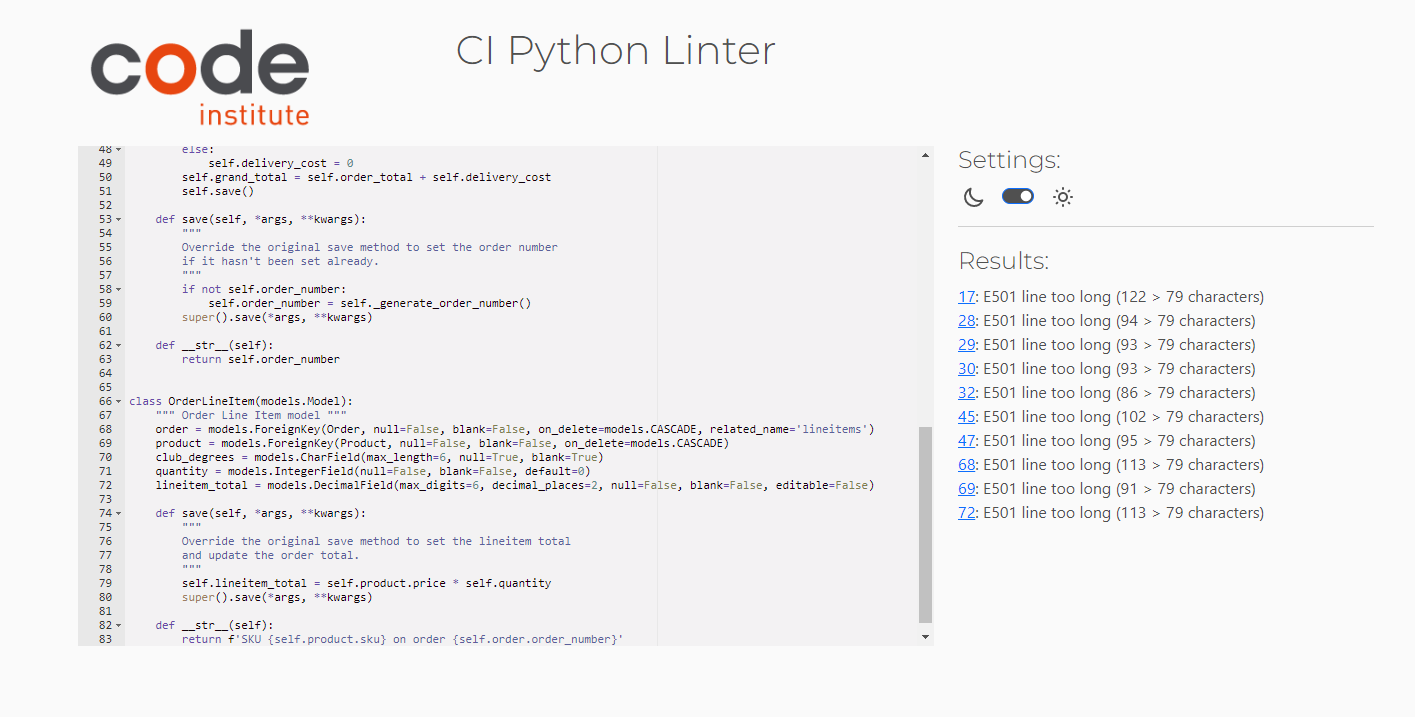 code
institute
CI Python Linter
48 else:
49 self.delivery_cost = 0
50 self.grand_total = self.order_total + self.delivery_cost
51 self.save()
52
53 def save(self, *args, **kwargs):
54 """
55 Override the original save method to set the order number
56 if it hasn't been set already.
57 """
58 if not self.order_number:
59 self.order_number = self._generate_order_number()
60 super().save(*args, **kwargs)
61
62 def __str__(self):
63 return self.order_number
64
65
66 class OrderLineItem(models.Model):
67 """ Order Line Item model """
68 order = models.ForeignKey(Order, null=False, blank=False, on_delete=models.CASCADE, related_name='lineitems')
69 product = models.ForeignKey(Product, null=False, blank=False, on_delete=models.CASCADE)
70 club_degrees = models.CharField(max_length=6, null=True, blank=True)
71 quantity = models.IntegerField(null=False, blank=False, default=0)
72 lineitem_total = models.DecimalField(max_digits=6, decimal_places=2, null=False, blank=False, editable=False)
73
74 def save(self, *args, **kwargs):
75 """
76 Override the original save method to set the lineitem total
77 and update the order total.
78 """
79 self.lineitem_total = self.product.price * self.quantity
80 super().save(*args, **kwargs)
81
82 def __str__(self):
83 return f'SKU {self.product.sku} on order {self.order.order_number}'
Settings:
Results:
17: E501 line too long (122 > 79 characters)
28: E501 line too long (94 > 79 characters)
29: E501 line too long (93 > 79 characters)
30: E501 line too long (93 > 79 characters)
32: E501 line too long (86 > 79 characters)
45: E501 line too long (102 > 79 characters)
47: E501 line too long (95 > 79 characters)
68: E501 line too long (113 > 79 characters)
69: E501 line too long (91 > 79 characters)
72: E501 line too long (113 > 79 characters)